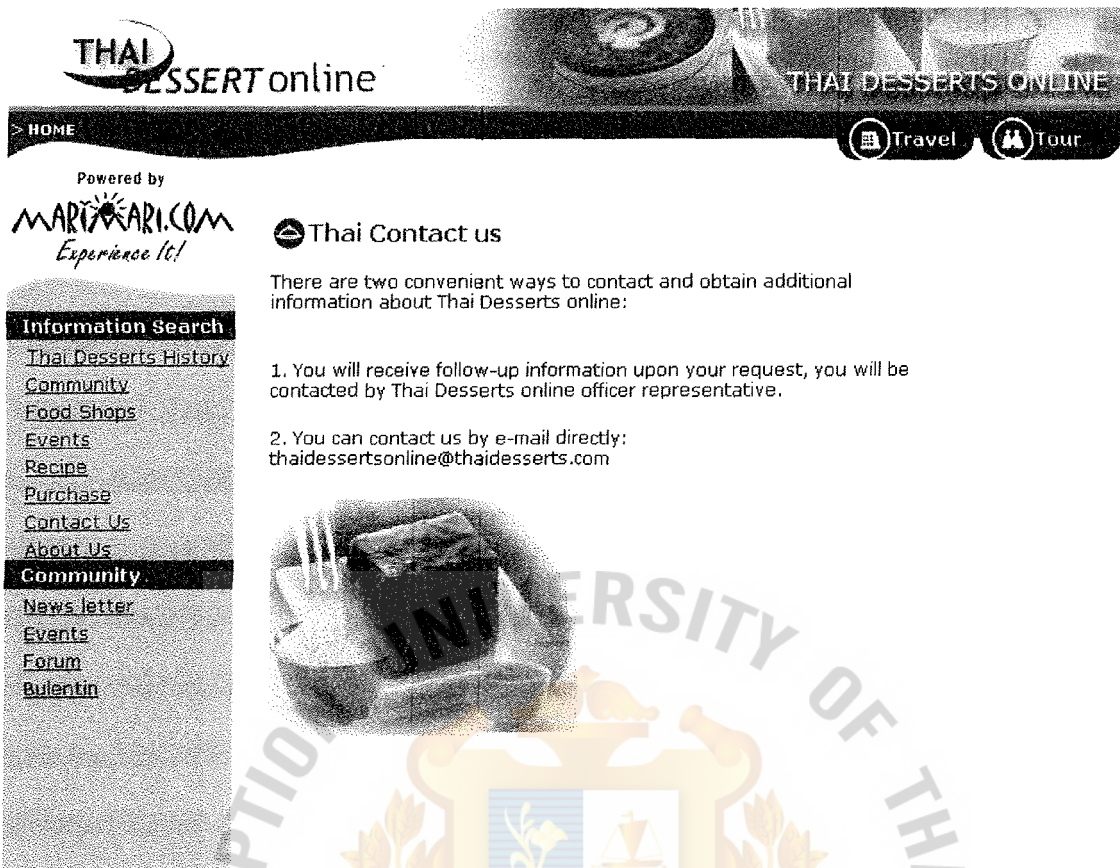 THAI
DESSERT online
THAI DESSERTS ONLINE
> HOME
Travel
Tour
Powered by
MARIMARI.COM
Experience It!
Thai Contact us
There are two convenient ways to contact and obtain additional
information about Thai Desserts online:
1. You will receive follow-up information upon your request, you will be
contacted by Thai Desserts online officer representative.
2. You can contact us by e-mail directly:
thaidessertsonline@thaidesserts.com
Information Search
Thai Desserts History
Community
Food Shops
Events
Recipe
Purchase
Contact Us
About Us
Community
News letter
Events
Forum
Bulentin
UNIVERSITY OF